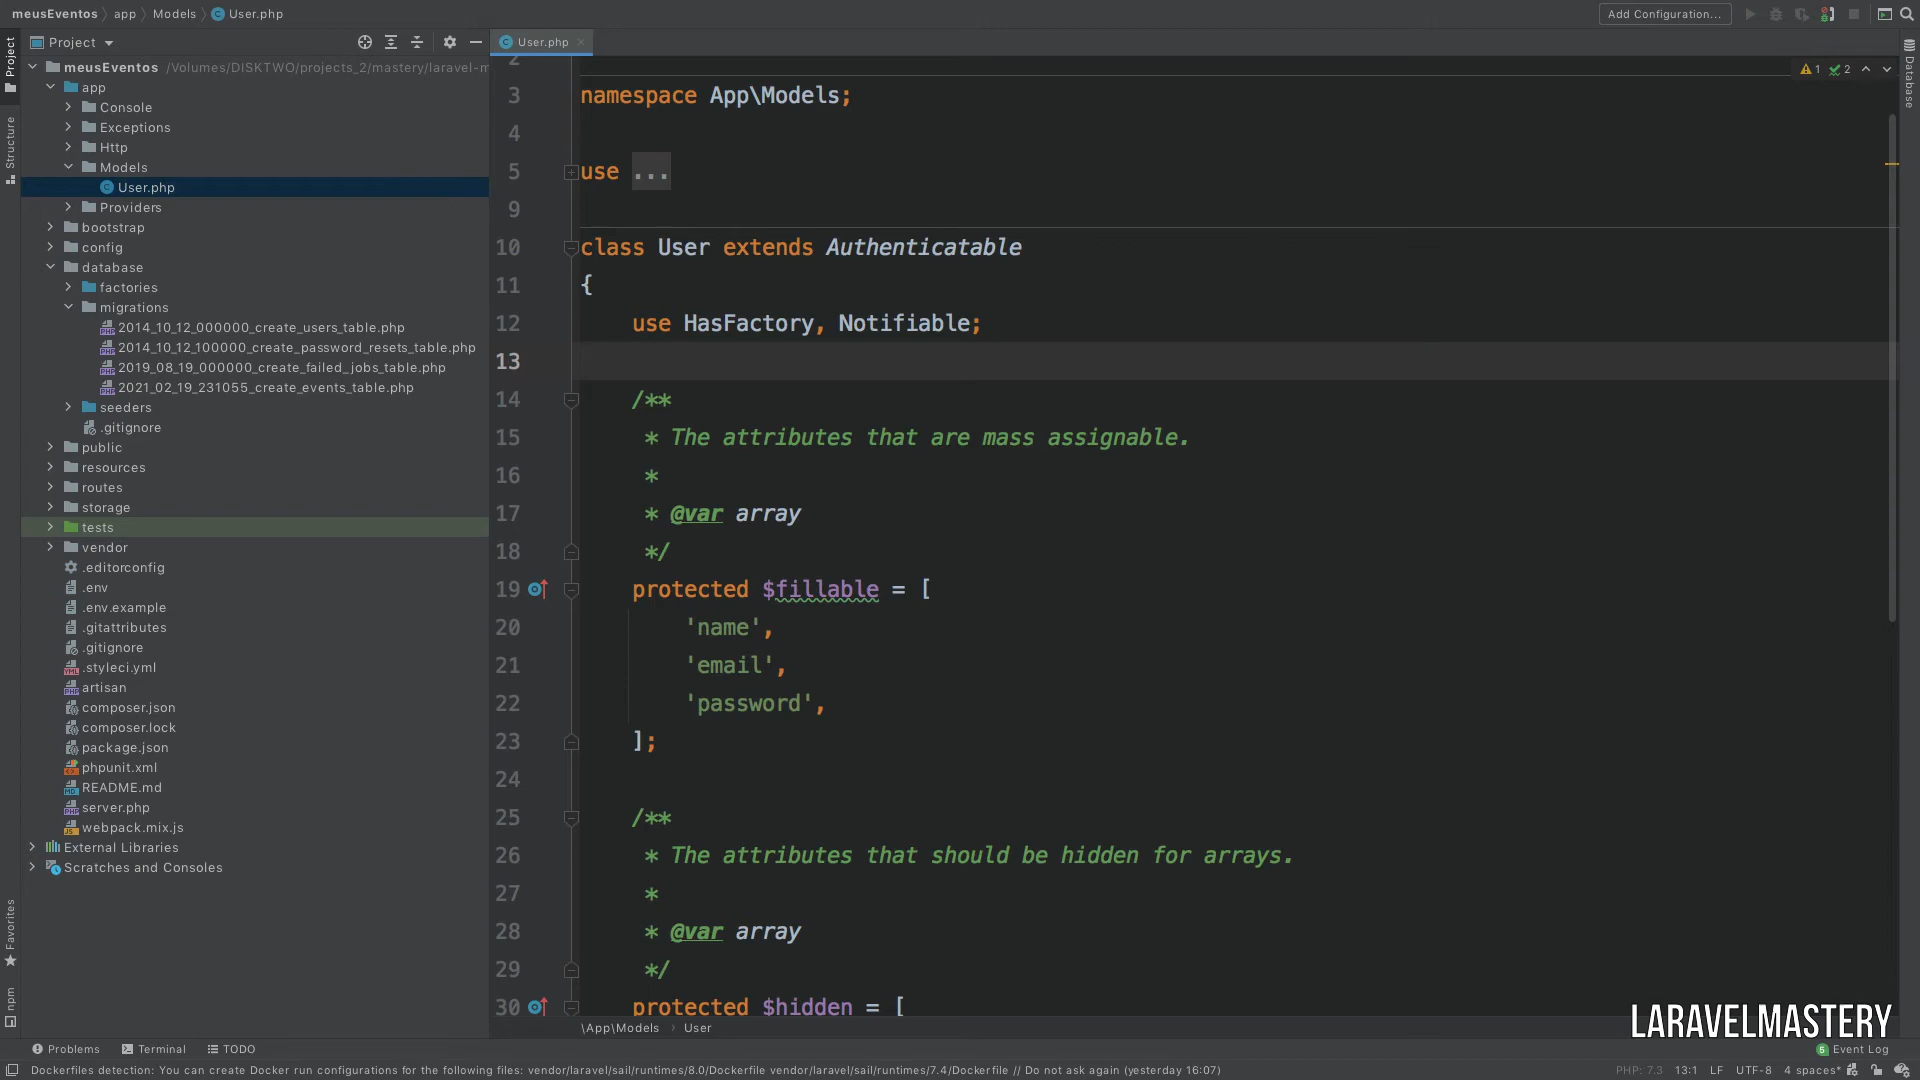 meusEventos app Models User.php Add Configuration...
Project
User.php
meusEventos /Volumes/DISKTWO/projects_2/mastery/laravel-m
app
Console
Exceptions
Http
Models
User.php
Providers
bootstrap
config
database
factories
migrations
2014_10_12_000000_create_users_table.php
2014_10_12_100000_create_password_resets_table.php
2019_08_19_000000_create_failed_jobs_table.php
2021_02_19_231055_create_events_table.php
seeders
.gitignore
public
resources
routes
storage
tests
vendor
.editorconfig
.env
.env.example
.gitattributes
.gitignore
.styleci.yml
artisan
composer.json
composer.lock
package.json
phpunit.xml
README.md
server.php
webpack.mix.js
External Libraries
Scratches and Consoles
Project
Structure
Favorites
npm
2
3 namespace App\Models;
4
5 use ...
9
10 class User extends Authenticatable
11 {
12 use HasFactory, Notifiable;
13
14 /**
15 * The attributes that are mass assignable.
16 *
17 * @var array
18 */
19 protected $fillable = [
20 'name',
21 'email',
22 'password',
23 ];
24
25 /**
26 * The attributes that should be hidden for arrays.
27 *
28 * @var array
29 */
30 protected $hidden = [
1 2
Database
\App\Models User
LARAVELMASTERY
Problems Terminal TODO 5 Event Log
Dockerfiles detection: You can create Docker run configurations for the following files: vendor/laravel/sail/runtimes/8.0/Dockerfile vendor/laravel/sail/runtimes/7.4/Dockerfile // Do not ask again (yesterday 16:07) PHP: 7.3 13:1 LF UTF-8 4 spaces*